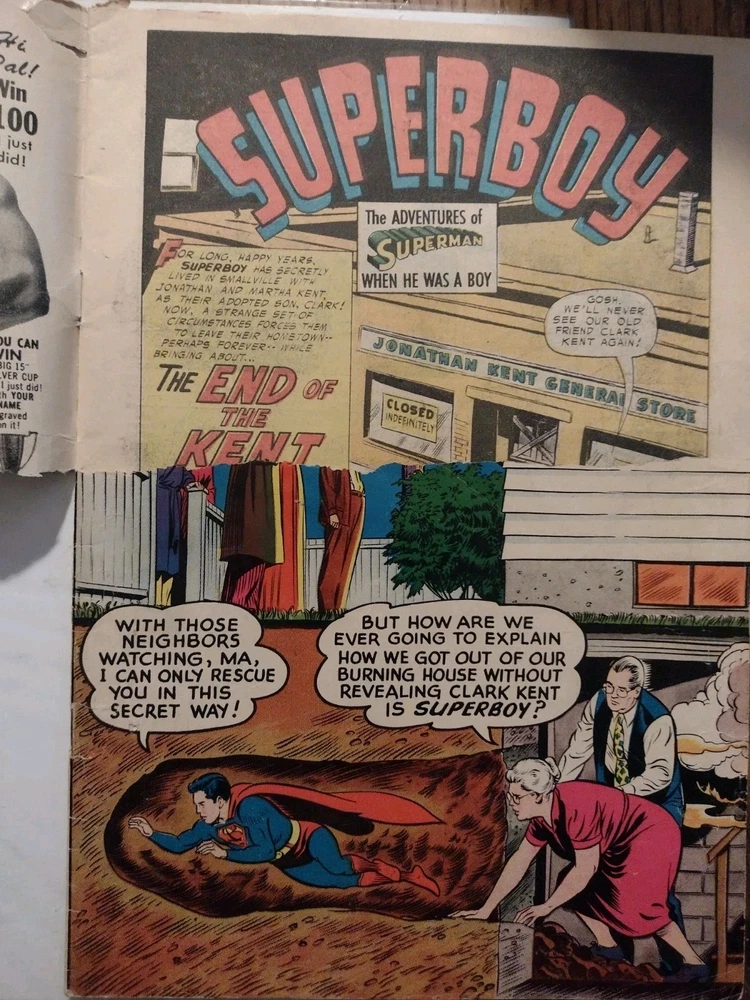 Hi
Pal!
Win
100
I just
did!
OU CAN
WIN
BIG 15"
LVER CUP
I just did!
th YOUR
NAME
graved
on it!
SUPERBOY
The ADVENTURES of
SUPERMAN
WHEN HE WAS A BOY
FOR LONG, HAPPY YEARS,
SUPERBOY HAS SECRETLY
LIVED IN SMALLVILLE WITH
JONATHAN AND MARTHA KENT,
AS THEIR ADOPTED SON, CLARK!
NOW, A STRANGE SET OF
CIRCUMSTANCES FORCES THEM
TO LEAVE THEIR HOMETOWN--
PERHAPS FOREVER-- WHILE
BRINGING ABOUT...
THE END OF
THE
KENT
GOSH,
WE'LL NEVER
SEE OUR OLD
FRIEND CLARK
KENT AGAIN!
JONATHAN KENT GENERAL STORE
CLOSED
INDEFINITELY
WITH THOSE
NEIGHBORS
WATCHING, MA,
I CAN ONLY RESCUE
YOU IN THIS
SECRET WAY!
BUT HOW ARE WE
EVER GOING TO EXPLAIN
HOW WE GOT OUT OF OUR
BURNING HOUSE WITHOUT
REVEALING CLARK KENT
IS SUPERBOY?